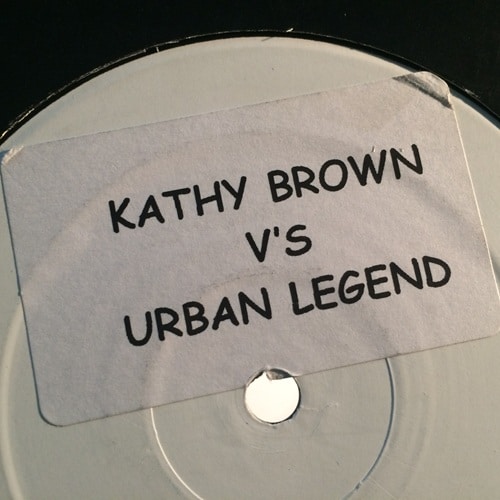 KATHY BROWN
V'S
URBAN LEGEND